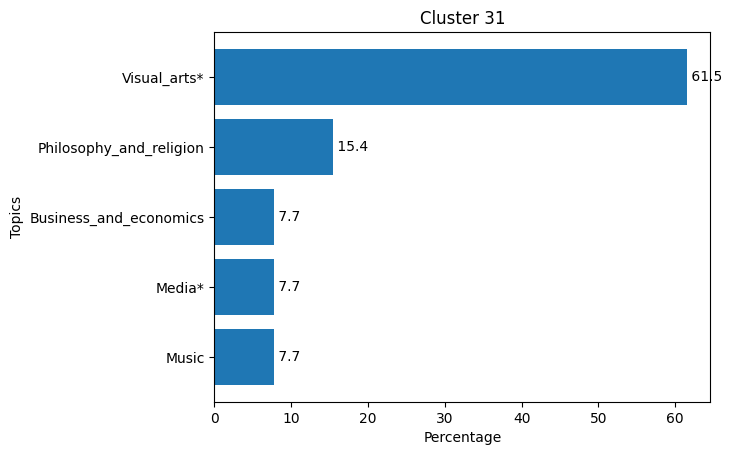 Cluster 31
Topics
Visual_arts*
61.5
Philosophy_and_religion
15.4
Business_and_economics
7.7
Media*
7.7
Music
7.7
0 10 20 30 40 50 60
Percentage